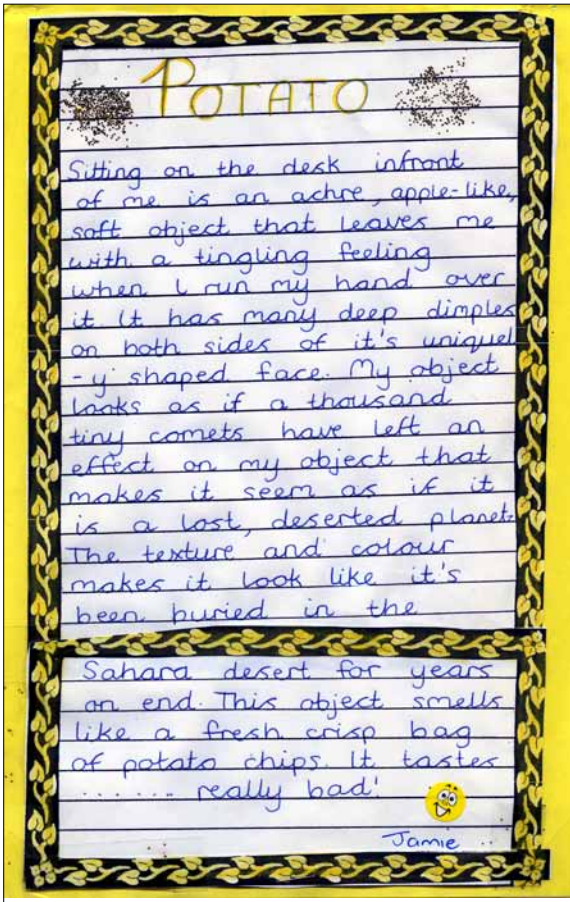 POTATO
Sitting on the desk infront
of me is an achre, apple-like,
soft object that leaves me
with a tingling feeling
when I run my hand over
it. It has many deep dimples
on both sides of it's uniquel
-y shaped face. My object
looks as if a thousand
tiny comets have left an
effect on my object that
makes it seem as if it
is a lost, deserted planet.
The texture and colour
makes it look like it's
been buried in the
Sahara desert for years
on end. This object smells
like a fresh crisp bag
of potato chips. It tastes
...... really bad!
Jamie